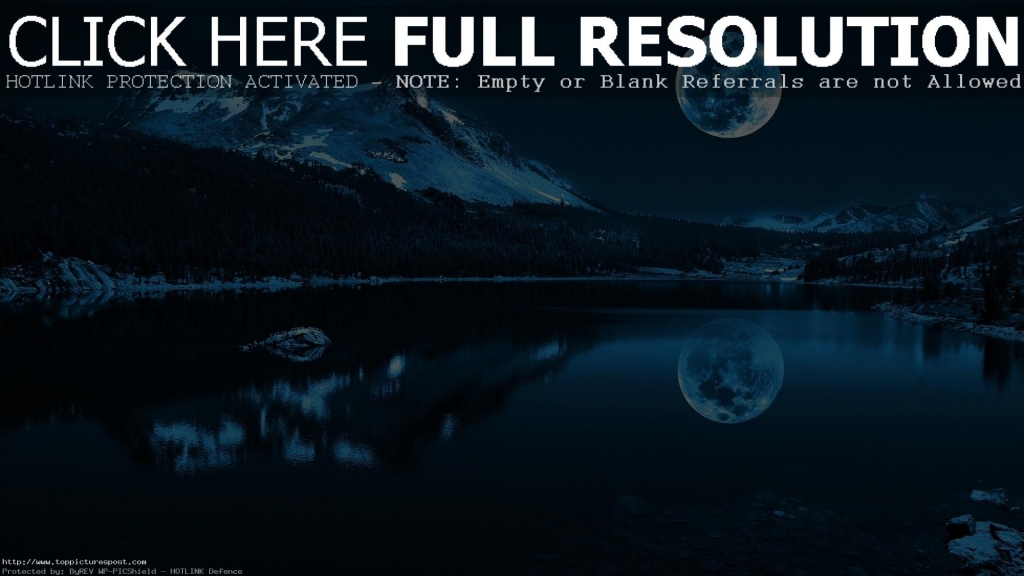 CLICK HERE FULL RESOLUTION
HOTLINK PROTECTION ACTIVATED - NOTE: Empty or Blank Referrals are not Allowed
http://www.toppicturespost.com
Protected by: ByREV WP-PICShield - HOTLINK Defence